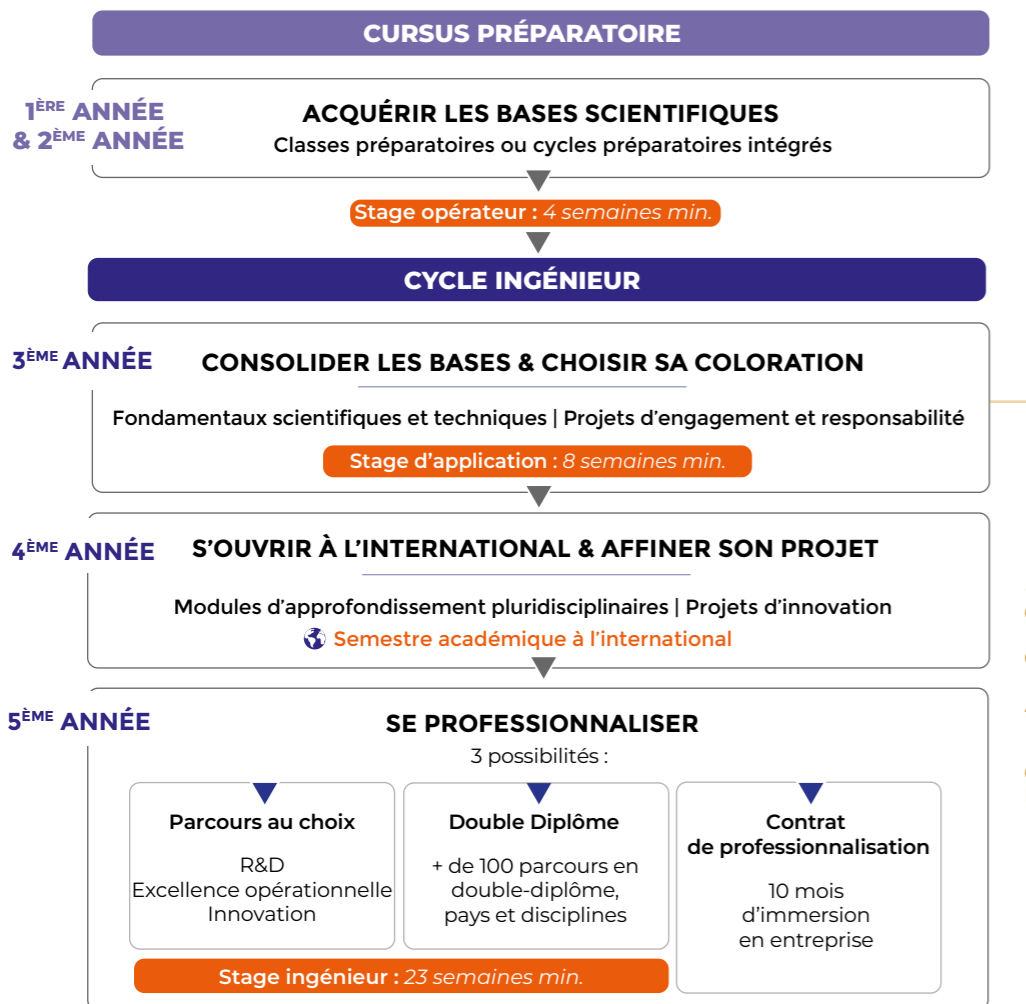 CURSUS PRÉPARATOIRE
1ÈRE ANNÉE
& 2ÈME ANNÉE
ACQUÉRIR LES BASES SCIENTIFIQUES
Classes préparatoires ou cycles préparatoires intégrés
Stage opérateur : 4 semaines min.
CYCLE INGÉNIEUR
3ÈME ANNÉE
CONSOLIDER LES BASES & CHOISIR SA COLORATION
Fondamentaux scientifiques et techniques | Projets d’engagement et responsabilité
Stage d’application : 8 semaines min.
4ÈME ANNÉE
S’OUVRIR À L’INTERNATIONAL & AFFINER SON PROJET
Modules d’approfondissement pluridisciplinaires | Projets d’innovation
Semestre académique à l’international
5ÈME ANNÉE
SE PROFESSIONNALISER
3 possibilités :
Parcours au choix
R&D
Excellence opérationnelle
Innovation
Double Diplôme
+ de 100 parcours en
double-diplôme,
pays et disciplines
Contrat
de professionnalisation
10 mois
d’immersion
en entreprise
Stage ingénieur : 23 semaines min.